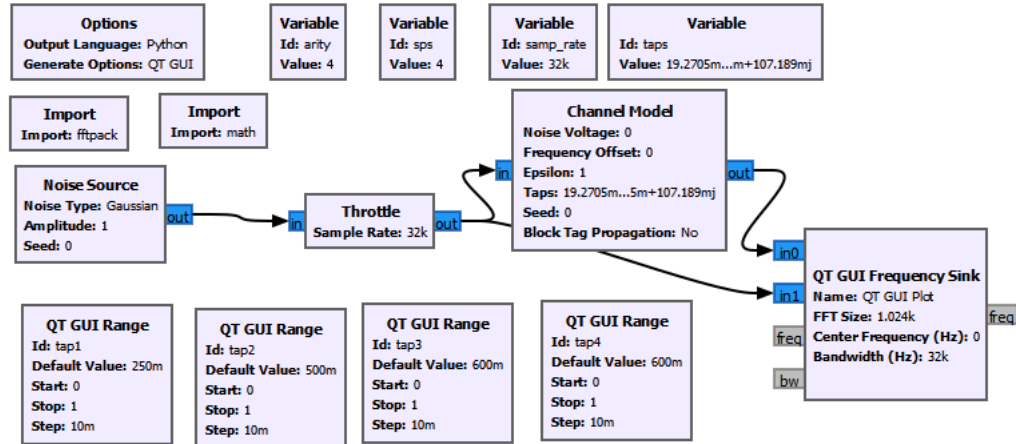 Options
Output Language: Python
Generate Options: QT GUI
Variable
Id: arity
Value: 4
Variable
Id: sps
Value: 4
Variable
Id: samp_rate
Value: 32k
Variable
Id: taps
Value: 19.2705m...m+107.189mj
Import
Import: fftpack
Import
Import: math
Noise Source
Noise Type: Gaussian
Amplitude: 1
Seed: 0
out
in
Throttle
Sample Rate: 32k
out
in
Channel Model
Noise Voltage: 0
Frequency Offset: 0
Epsilon: 1
Taps: 19.2705m...5m+107.189mj
Seed: 0
Block Tag Propagation: No
out
in0
in1
freq
bw
QT GUI Frequency Sink
Name: QT GUI Plot
FFT Size: 1.024k
Center Frequency (Hz): 0
Bandwidth (Hz): 32k
freq
QT GUI Range
Id: tap1
Default Value: 250m
Start: 0
Stop: 1
Step: 10m
QT GUI Range
Id: tap2
Default Value: 500m
Start: 0
Stop: 1
Step: 10m
QT GUI Range
Id: tap3
Default Value: 600m
Start: 0
Stop: 1
Step: 10m
QT GUI Range
Id: tap4
Default Value: 600m
Start: 0
Stop: 1
Step: 10m